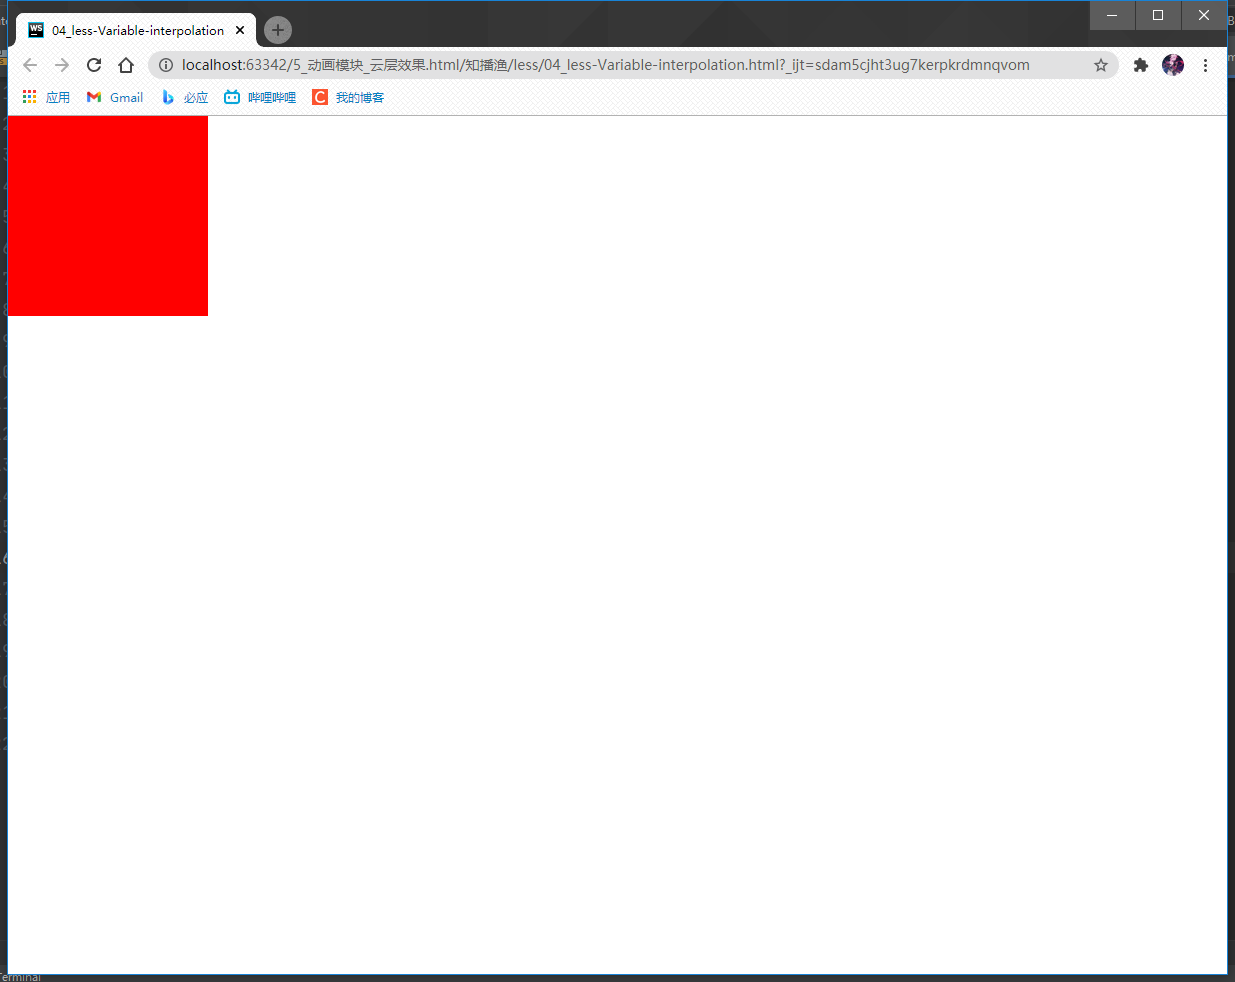 WS 04_less-Variable-interpolation
localhost:63342/5_动画模块_云层效果.html/知播渔/less/04_less-Variable-interpolation.html?_ijt=sdam5cjht3ug7kerpkrdmnqvom
应用 Gmail 必应 哔哩哔哩 C 我的博客